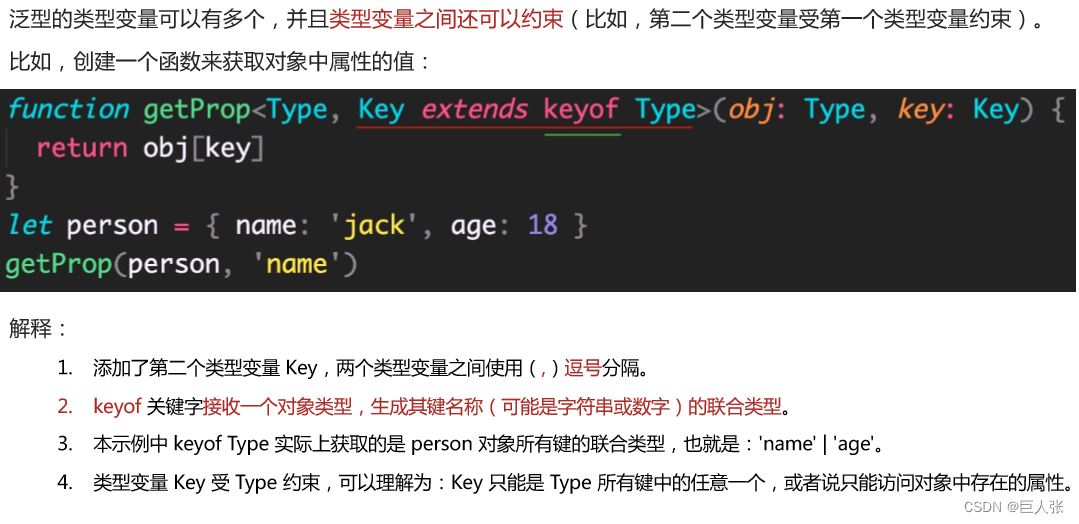 泛型的类型变量可以有多个，并且类型变量之间还可以约束（比如，第二个类型变量受第一个类型变量约束）。
比如，创建一个函数来获取对象中属性的值：
function getProp<Type, Key extends keyof Type>(obj: Type, key: Key) {
  return obj[key]
}
let person = { name: 'jack', age: 18 }
getProp(person, 'name')
解释：
1. 添加了第二个类型变量 Key，两个类型变量之间使用（,）逗号分隔。
2. keyof 关键字接收一个对象类型，生成其键名称（可能是字符串或数字）的联合类型。
3. 本示例中 keyof Type 实际上获取的是 person 对象所有键的联合类型，也就是：'name' | 'age'。
4. 类型变量 Key 受 Type 约束，可以理解为：Key 只能是 Type 所有键中的任意一个，或者说只能访问对象中存在的属性。
CSDN @巨人张